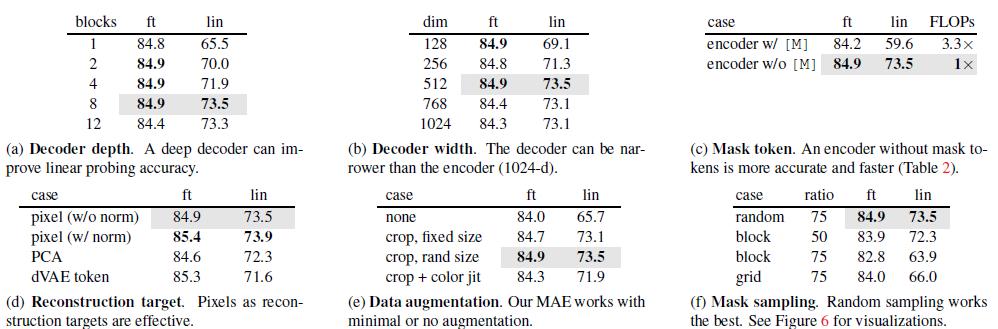 blocks ft lin
1 84.8 65.5
2 84.9 70.0
4 84.9 71.9
8 84.9 73.5
12 84.4 73.3
(a) Decoder depth. A deep decoder can im-
prove linear probing accuracy.
dim ft lin
128 84.9 69.1
256 84.8 71.3
512 84.9 73.5
768 84.4 73.1
1024 84.3 73.1
(b) Decoder width. The decoder can be nar-
rower than the encoder (1024-d).
case ft lin FLOPs
encoder w/ [M] 84.2 59.6 3.3×
encoder w/o [M] 84.9 73.5 1×
(c) Mask token. An encoder without mask to-
kens is more accurate and faster (Table 2).
case ft lin
pixel (w/o norm) 84.9 73.5
pixel (w/ norm) 85.4 73.9
PCA 84.6 72.3
dVAE token 85.3 71.6
(d) Reconstruction target. Pixels as recon-
struction targets are effective.
case ft lin
none 84.0 65.7
crop, fixed size 84.7 73.1
crop, rand size 84.9 73.5
crop + color jit 84.3 71.9
(e) Data augmentation. Our MAE works with
minimal or no augmentation.
case ratio ft lin
random 75 84.9 73.5
block 50 83.9 72.3
block 75 82.8 63.9
grid 75 84.0 66.0
(f) Mask sampling. Random sampling works
the best. See Figure 6 for visualizations.